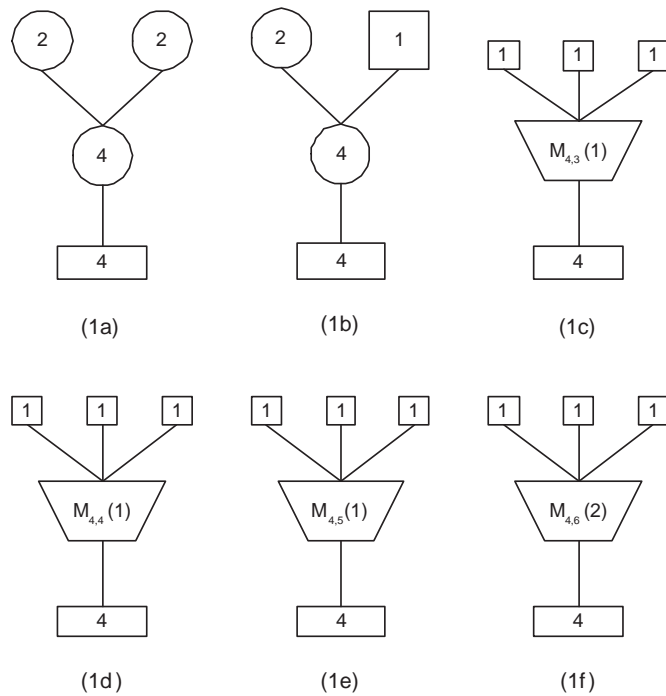 2 2 2 1 1 1 1
4 4 M4,3 (1)
4 4 4
(1a) (1b) (1c)
1 1 1 1 1 1 1 1 1
M4,4 (1) M4,5 (1) M4,6 (2)
4 4 4
(1d) (1e) (1f)